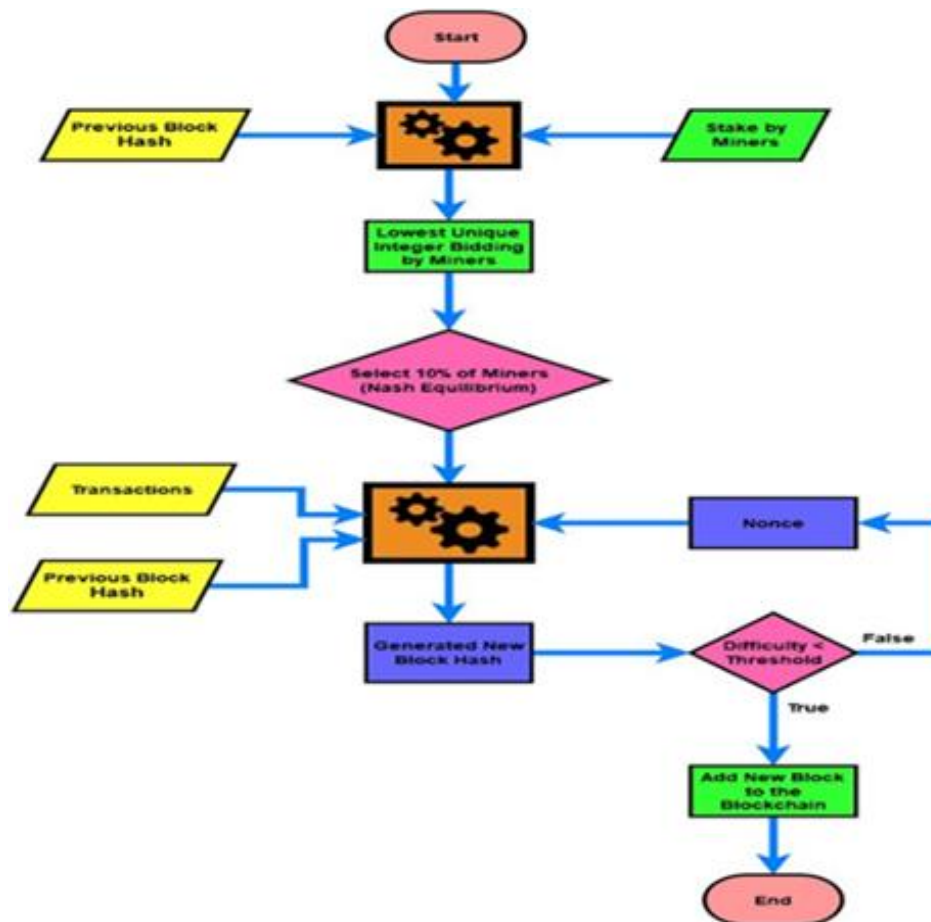 Start
Previous Block
Hash
Stake by
Miners
Lowest Unique
Integer Bidding
by Miners
Select 10% of Miners
(Nash Equilibrium)
Transactions
Nonce
Previous Block
Hash
Generated New
Block Hash
Difficulty <
Threshold
False
True
Add New Block
to the
Blockchain
End